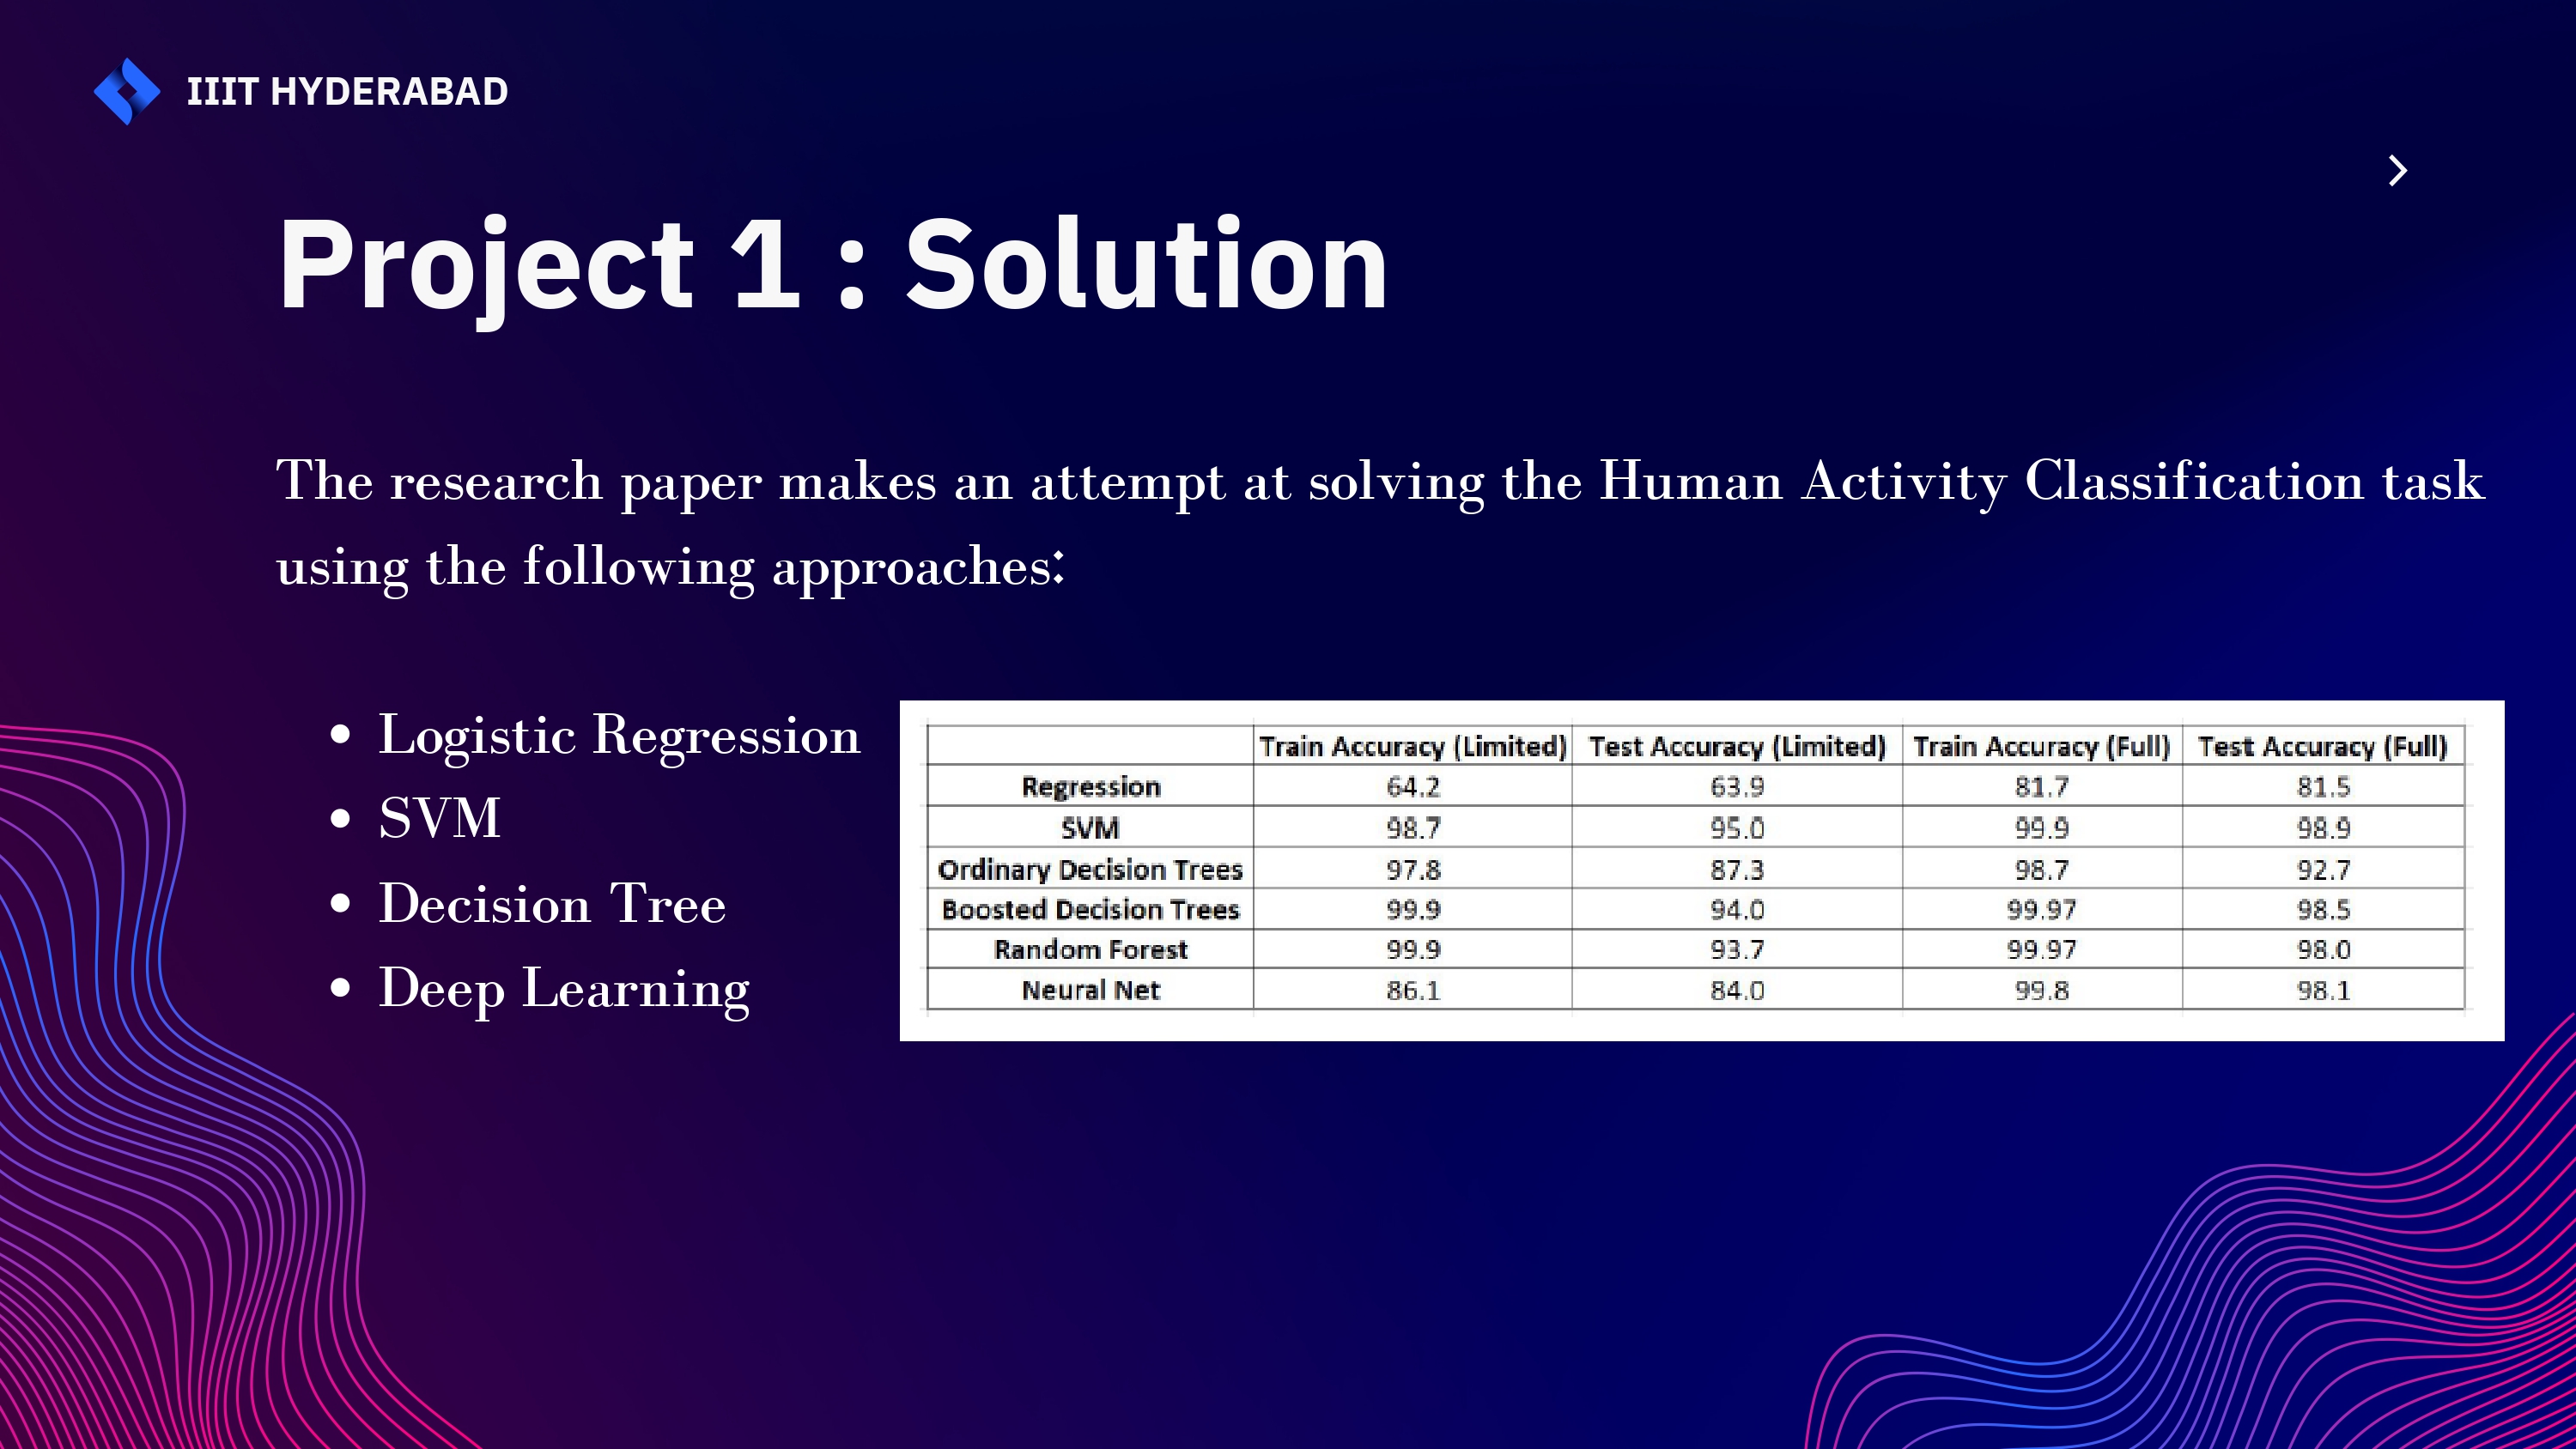 IIIT HYDERABAD
Project 1 : Solution
The research paper makes an attempt at solving the Human Activity Classification task
using the following approaches:
• Logistic Regression
• SVM
• Decision Tree
• Deep Learning
Train Accuracy (Limited) Test Accuracy (Limited) Train Accuracy (Full) Test Accuracy (Full)
Regression 64.2 63.9 81.7 81.5
SVM 98.7 95.0 99.9 98.9
Ordinary Decision Trees 97.8 87.3 98.7 92.7
Boosted Decision Trees 99.9 94.0 99.97 98.5
Random Forest 99.9 93.7 99.97 98.0
Neural Net 86.1 84.0 99.8 98.1